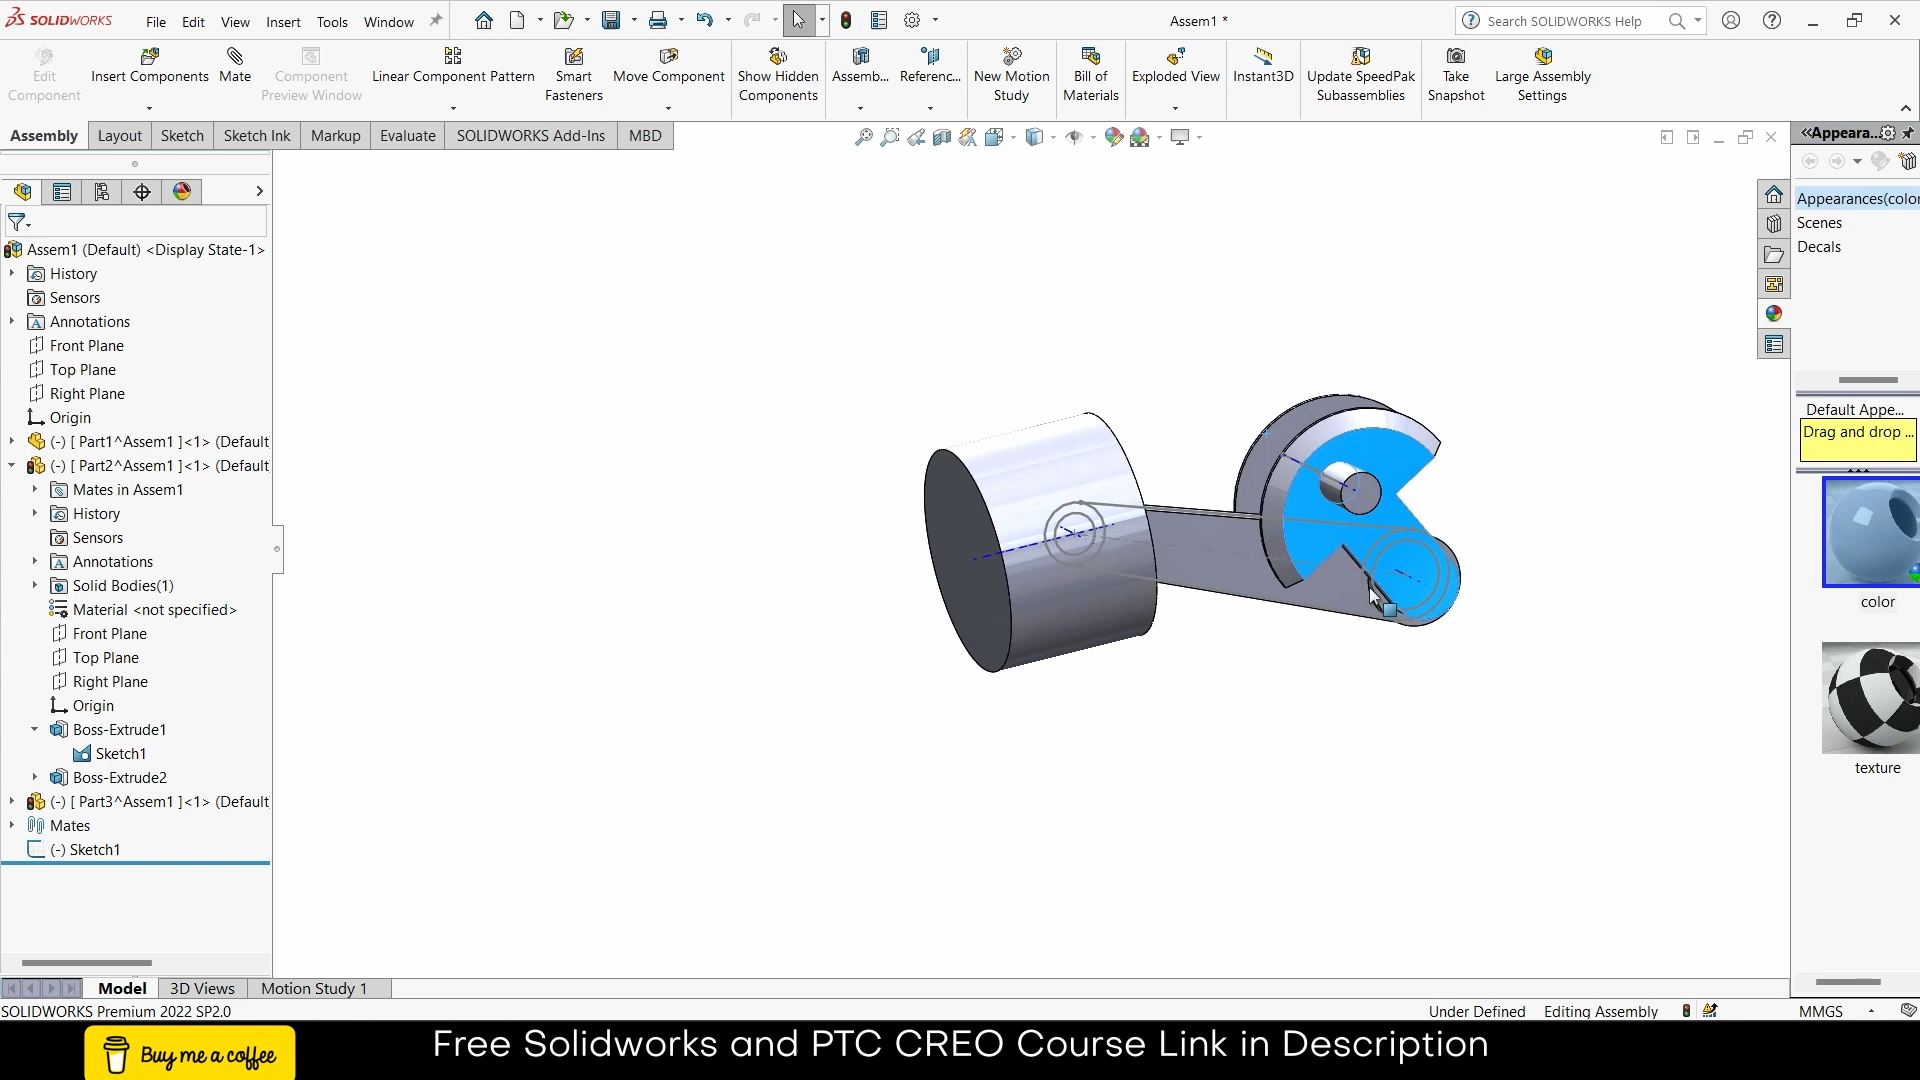 SOLIDWORKS
File Edit View Insert Tools Window
Assem1 *
Search SOLIDWORKS Help
Edit Component
Insert Components
Mate
Component Preview Window
Linear Component Pattern
Smart Fasteners
Move Component
Show Hidden Components
Assemb...
Referenc...
New Motion Study
Bill of Materials
Exploded View
Instant3D
Update SpeedPak Subassemblies
Take Snapshot
Large Assembly Settings
Assembly Layout Sketch Sketch Ink Markup Evaluate SOLIDWORKS Add-Ins MBD
Assem1 (Default) <Display State-1>
History
Sensors
Annotations
Front Plane
Top Plane
Right Plane
Origin
(-) [ Part1^Assem1 ]<1> (Default
(-) [ Part2^Assem1 ]<1> (Default
Mates in Assem1
History
Sensors
Annotations
Solid Bodies(1)
Material <not specified>
Front Plane
Top Plane
Right Plane
Origin
Boss-Extrude1
Sketch1
Boss-Extrude2
(-) [ Part3^Assem1 ]<1> (Default
Mates
(-) Sketch1
Appeara...
Appearances(color
Scenes
Decals
Default Appe...
Drag and drop ...
color
texture
Model 3D Views Motion Study 1
SOLIDWORKS Premium 2022 SP2.0
Under Defined Editing Assembly MMGS
Buy me a coffee
Free Solidworks and PTC CREO Course Link in Description